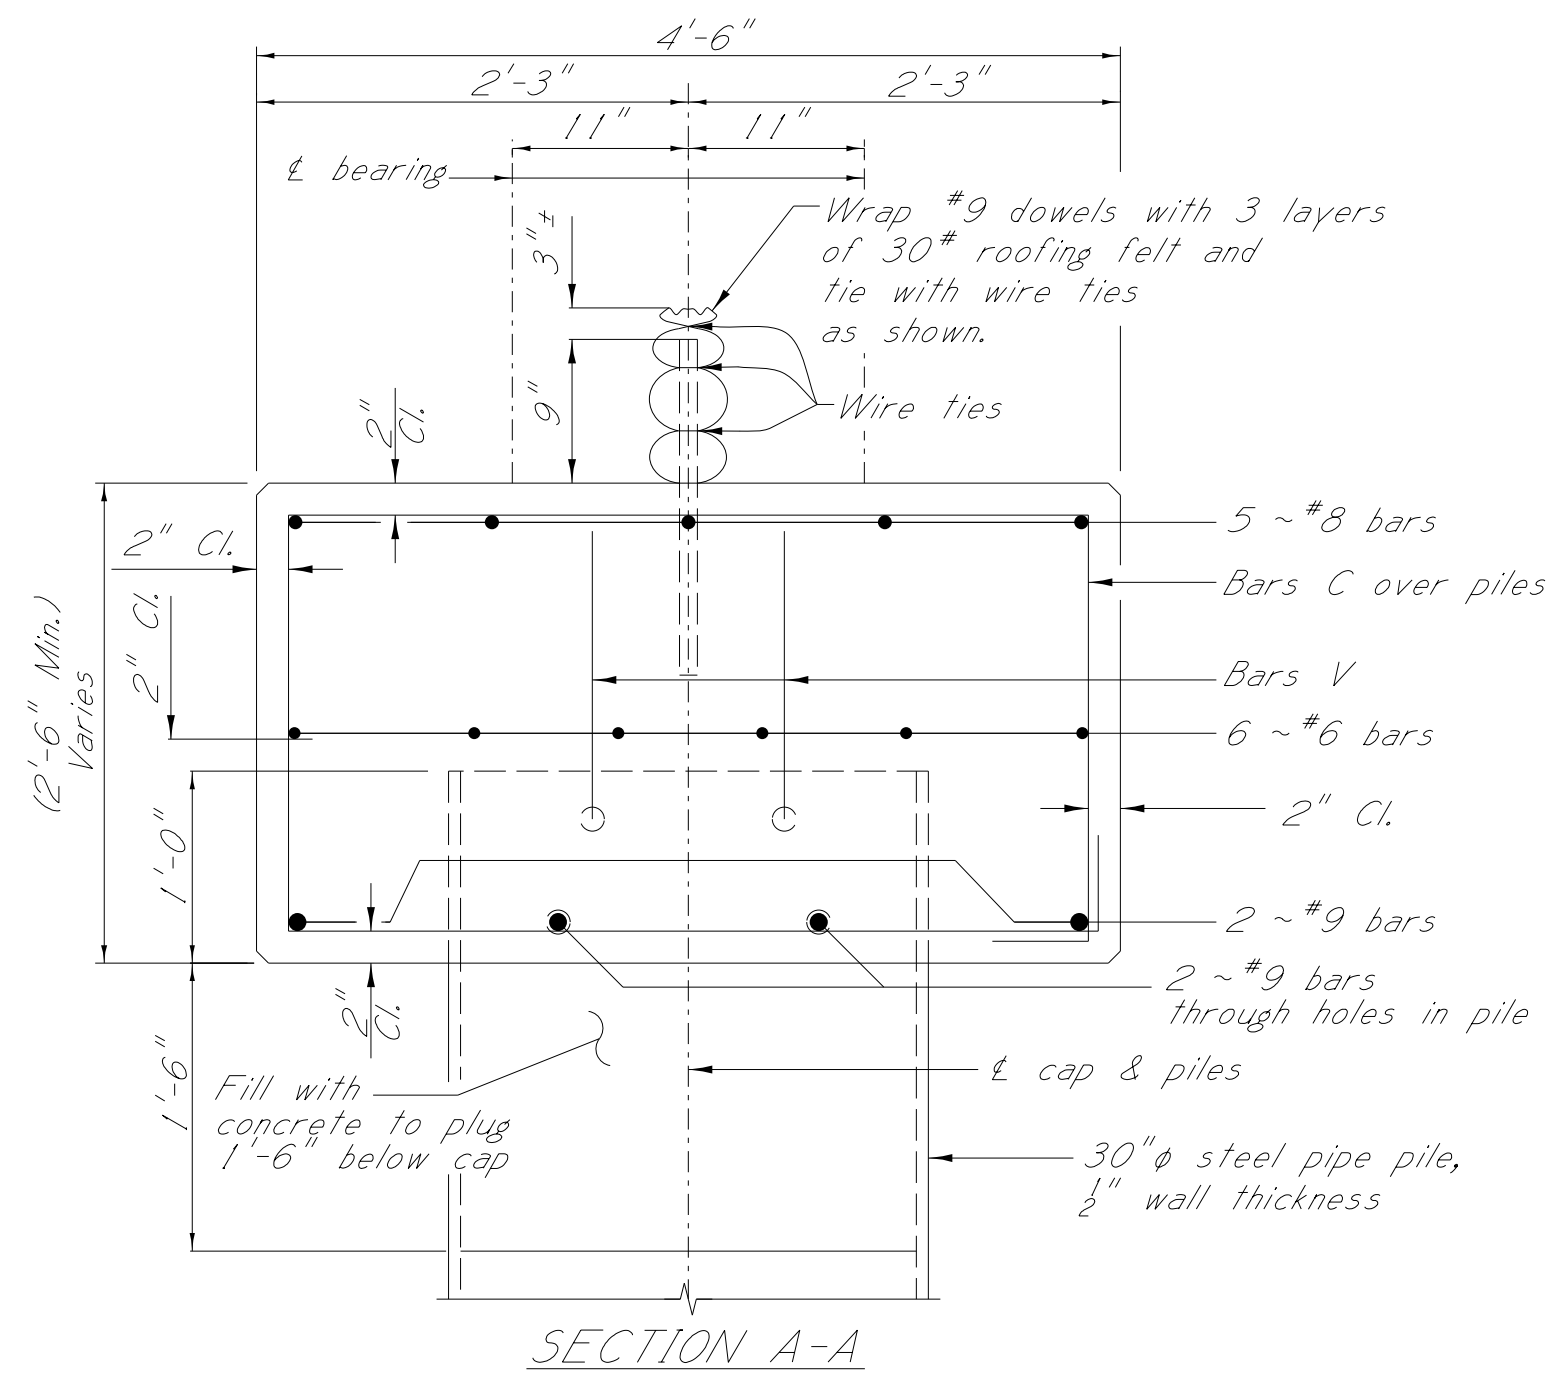 4'-6"
2'-3"
2'-3"
11"
11"
℄ bearing
Wrap #9 dowels with 3 layers
of 30# roofing felt and
tie with wire ties
as shown.
3"±
9"
Wire ties
2"
Cl.
5 ~ #8 bars
2" Cl.
Bars C over piles
2" Cl.
(2'-6" Min.)
Varies
Bars V
6 ~ #6 bars
2" Cl.
1'-0"
2 ~ #9 bars
2 ~ #9 bars
through holes in pile
2"
Cl.
1'-6"
℄ cap & piles
Fill with
concrete to plug
1'-6" below cap
30"ϕ steel pipe pile,
½" wall thickness
SECTION A-A